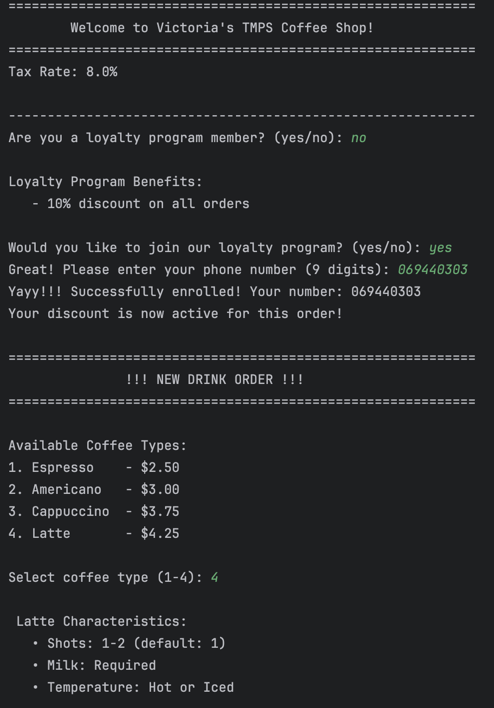 ============================================================
Welcome to Victoria's TMPS Coffee Shop!
============================================================
Tax Rate: 8.0%
------------------------------------------------------------
Are you a loyalty program member? (yes/no): no
Loyalty Program Benefits:
- 10% discount on all orders
Would you like to join our loyalty program? (yes/no): yes
Great! Please enter your phone number (9 digits): 069440303
Yayy!!! Successfully enrolled! Your number: 069440303
Your discount is now active for this order!
============================================================
!!! NEW DRINK ORDER !!!
============================================================
Available Coffee Types:
1. Espresso    - $2.50
2. Americano   - $3.00
3. Cappuccino  - $3.75
4. Latte       - $4.25
Select coffee type (1-4): 4
Latte Characteristics:
• Shots: 1-2 (default: 1)
• Milk: Required
• Temperature: Hot or Iced